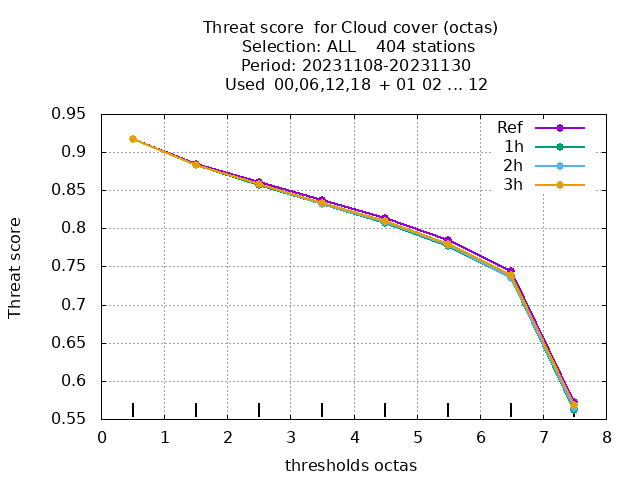 Threat score  for Cloud cover (octas)
Selection: ALL    404 stations
Period: 20231108-20231130
Used  00,06,12,18  + 01 02 ... 12
Ref
1h
2h
3h
0.95
0.9
0.85
0.8
0.75
0.7
0.65
0.6
0.55
Threat score
0 1 2 3 4 5 6 7 8
thresholds octas